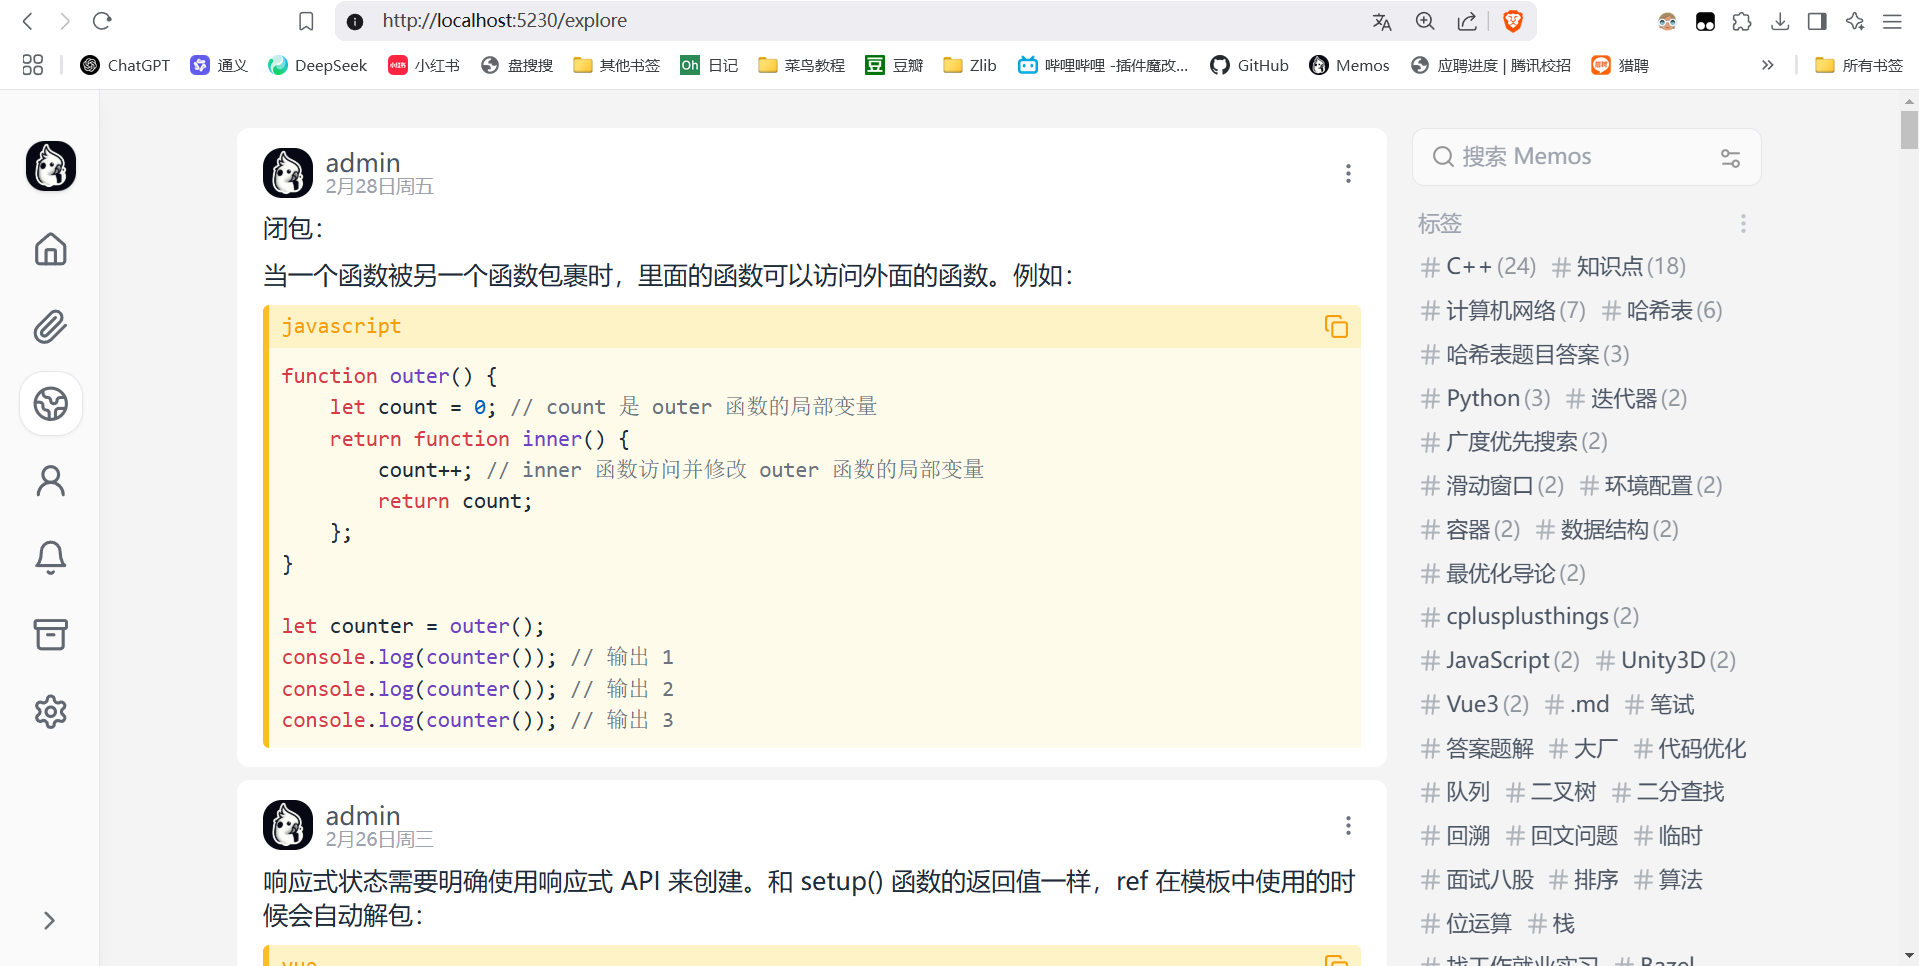 http://localhost:5230/explore
ChatGPT 通义 DeepSeek 小红书 盘搜搜 其他书签 Oh 日记 菜鸟教程 豆 豆瓣 Zlib 哔哩哔哩 -插件魔改... GitHub Memos 应聘进度 | 腾讯校招 猎聘 » 所有书签
admin
2月28日周五
闭包：
当一个函数被另一个函数包裹时，里面的函数可以访问外面的函数。例如：
javascript
function outer() {
    let count = 0; // count 是 outer 函数的局部变量
    return function inner() {
        count++; // inner 函数访问并修改 outer 函数的局部变量
        return count;
    };
}
let counter = outer();
console.log(counter()); // 输出 1
console.log(counter()); // 输出 2
console.log(counter()); // 输出 3
admin
2月26日周三
响应式状态需要明确使用响应式 API 来创建。和 setup() 函数的返回值一样，ref 在模板中使用的时
候会自动解包：
vue
搜索 Memos
标签
# C++ (24) # 知识点 (18)
# 计算机网络 (7) # 哈希表 (6)
# 哈希表题目答案 (3)
# Python (3) # 迭代器 (2)
# 广度优先搜索 (2)
# 滑动窗口 (2) # 环境配置 (2)
# 容器 (2) # 数据结构 (2)
# 最优化导论 (2)
# cplusplusthings (2)
# JavaScript (2) # Unity3D (2)
# Vue3 (2) # .md # 笔试
# 答案题解 # 大厂 # 代码优化
# 队列 # 二叉树 # 二分查找
# 回溯 # 回文问题 # 临时
# 面试八股 # 排序 # 算法
# 位运算 # 栈
# 找工作就业实习 # Bazel